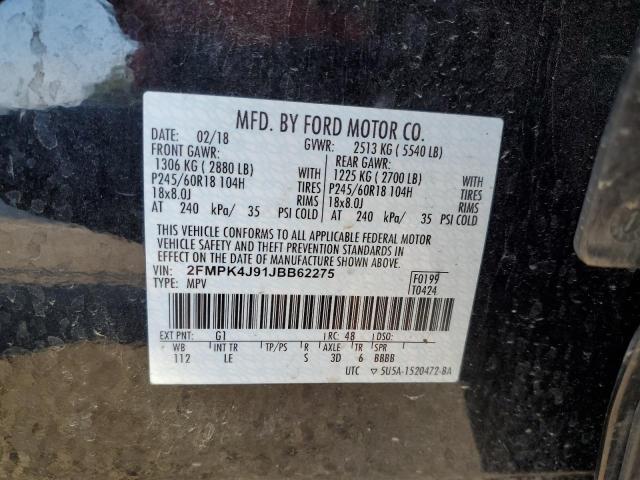 MFD. BY FORD MOTOR CO.
DATE: 02/18 GVWR: 2513 KG (5540 LB)
FRONT GAWR: REAR GAWR:
1306 KG (2880 LB) 1225 KG (2700 LB)
P245/60R18 104H TIRES P245/60R18 104H TIRES
18x8.0J RIMS 18x8.0J RIMS
AT 240 kPa/ 35 PSI COLD AT 240 kPa/ 35 PSI COLD
THIS VEHICLE CONFORMS TO ALL APPLICABLE FEDERAL MOTOR
VEHICLE SAFETY AND THEFT PREVENTION STANDARDS IN
EFFECT ON THE DATE OF MANUFACTURE SHOWN ABOVE.
VIN: 2FMPK4J91JBB62275 F0199
TYPE: MPV T0424
EXT PNT: G1 RC: 48 DSO:
WB INT TR TP/PS R AXLE TR SPR
112 LE S 3D 6 BBBB
UTC ▽5U5A-1520472-BA